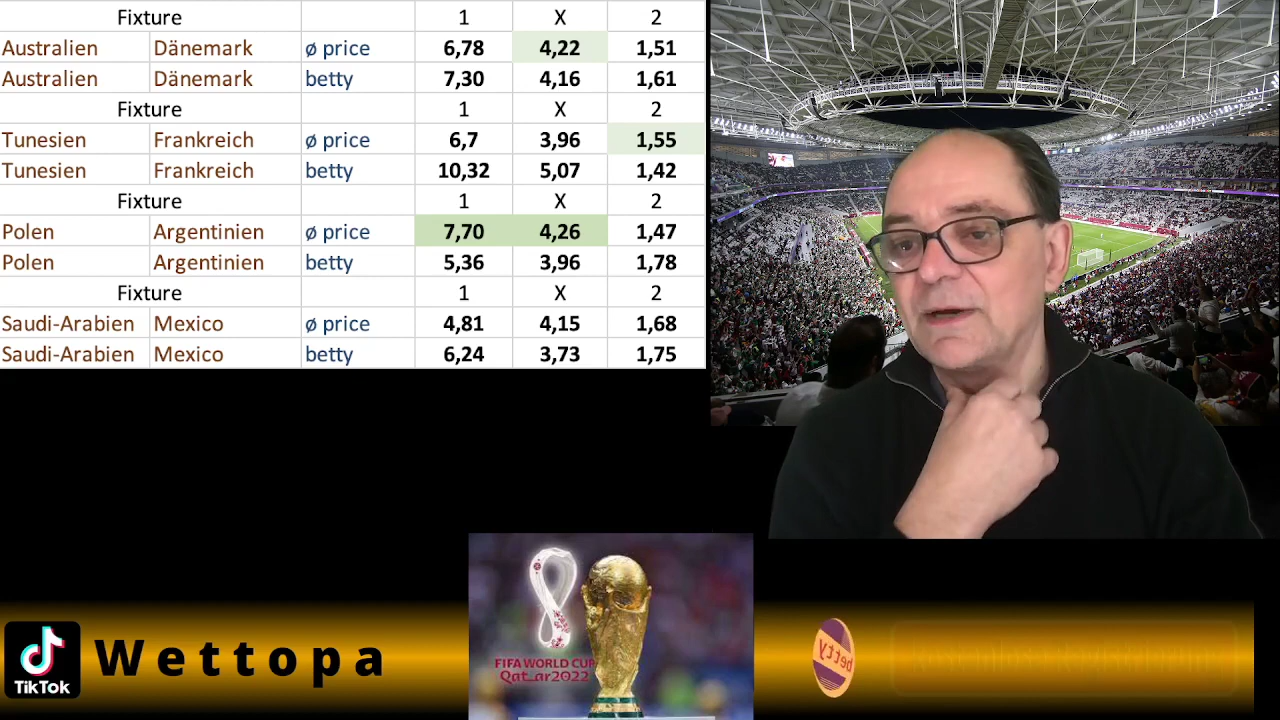 Fixture 1 X 2
Australien Dänemark ø price 6,78 4,22 1,51
Australien Dänemark betty 7,30 4,16 1,61
Fixture 1 X 2
Tunesien Frankreich ø price 6,7 3,96 1,55
Tunesien Frankreich betty 10,32 5,07 1,42
Fixture 1 X 2
Polen Argentinien ø price 7,70 4,26 1,47
Polen Argentinien betty 5,36 3,96 1,78
Fixture 1 X 2
Saudi-Arabien Mexico ø price 4,81 4,15 1,68
Saudi-Arabien Mexico betty 6,24 3,73 1,75
TikTok
Wettopa
FIFA WORLD CUP
Qatar2022
betty